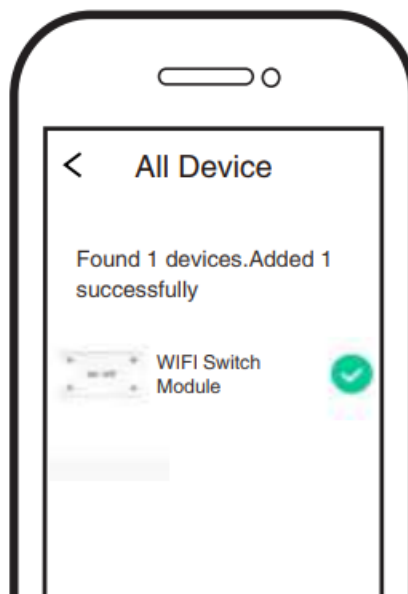 All Device
Found 1 devices.Added 1
successfully
WIFI Switch
Module